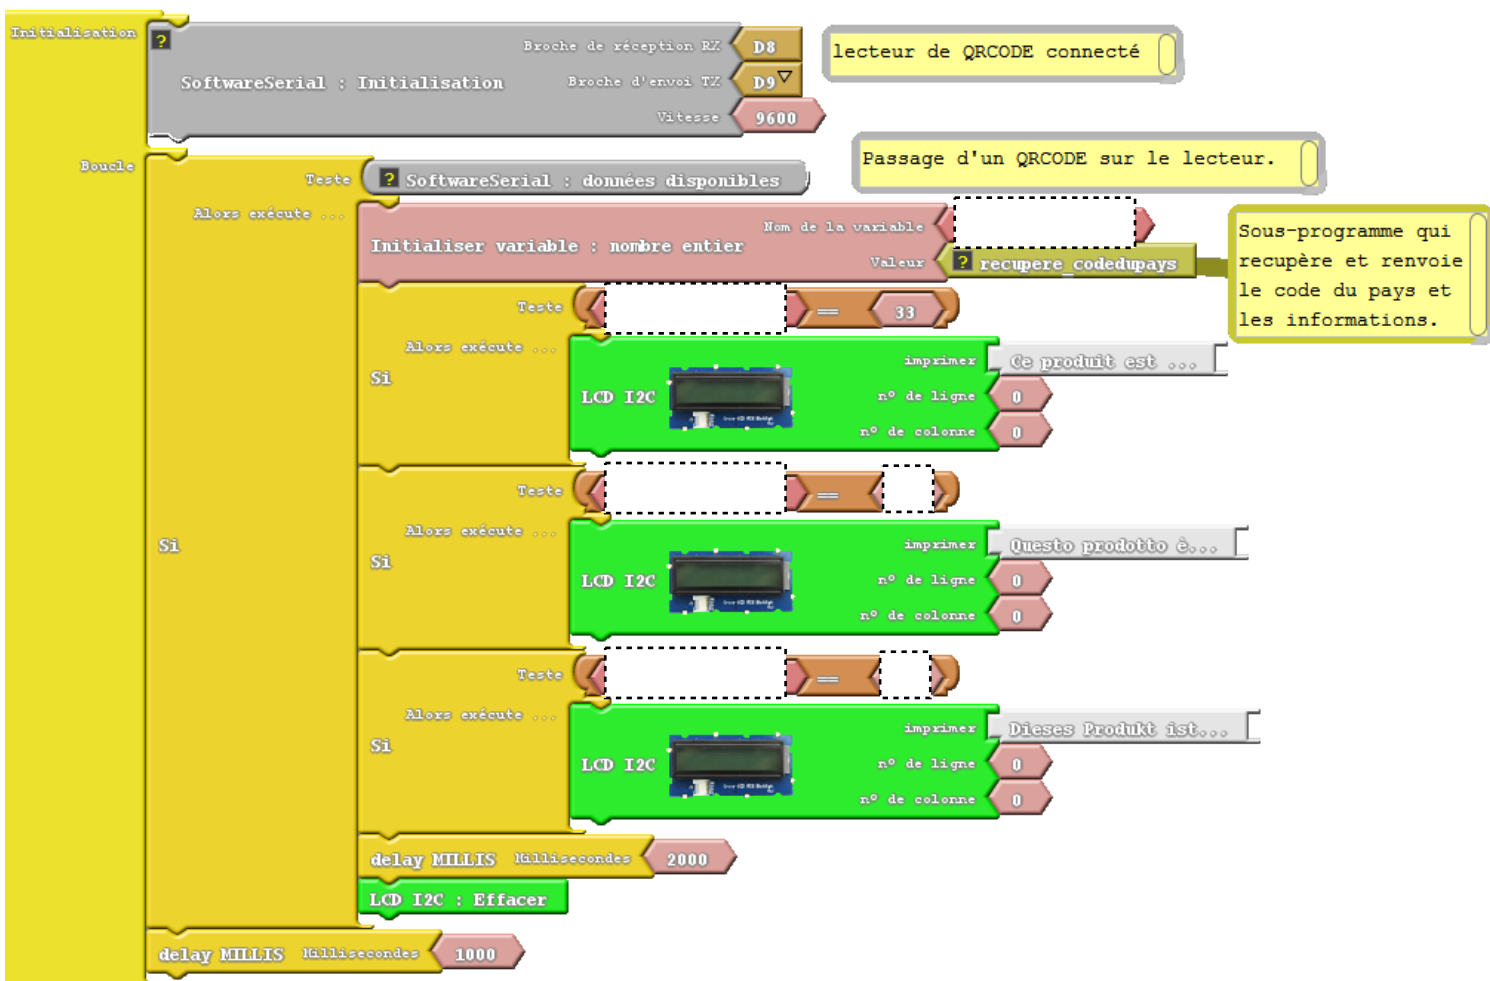 Initialisation
?
Broche de réception RX
D8
SoftwareSerial : Initialisation
Broche d'envoi TX
D9
Vitesse
9600
lecteur de QRCODE connecté
Boucle
Teste
? SoftwareSerial : données disponibles
Passage d'un QRCODE sur le lecteur.
Alors exécute ...
Initialiser variable : nombre entier
Nom de la variable
Valeur
? recupere_codedupays
Sous-programme qui
recupère et renvoie
le code du pays et
les informations.
Si
Teste
==
33
Alors exécute ...
Si
LCD I2C
imprimer
Ce produit est ...
n° de ligne
0
n° de colonne
0
Teste
==
Alors exécute ...
Si
LCD I2C
imprimer
Questo prodotto è...
n° de ligne
0
n° de colonne
0
Teste
==
Alors exécute ...
Si
LCD I2C
imprimer
Dieses Produkt ist...
n° de ligne
0
n° de colonne
0
delay MILLIS Millisecondes
2000
LCD I2C : Effacer
delay MILLIS Millisecondes
1000